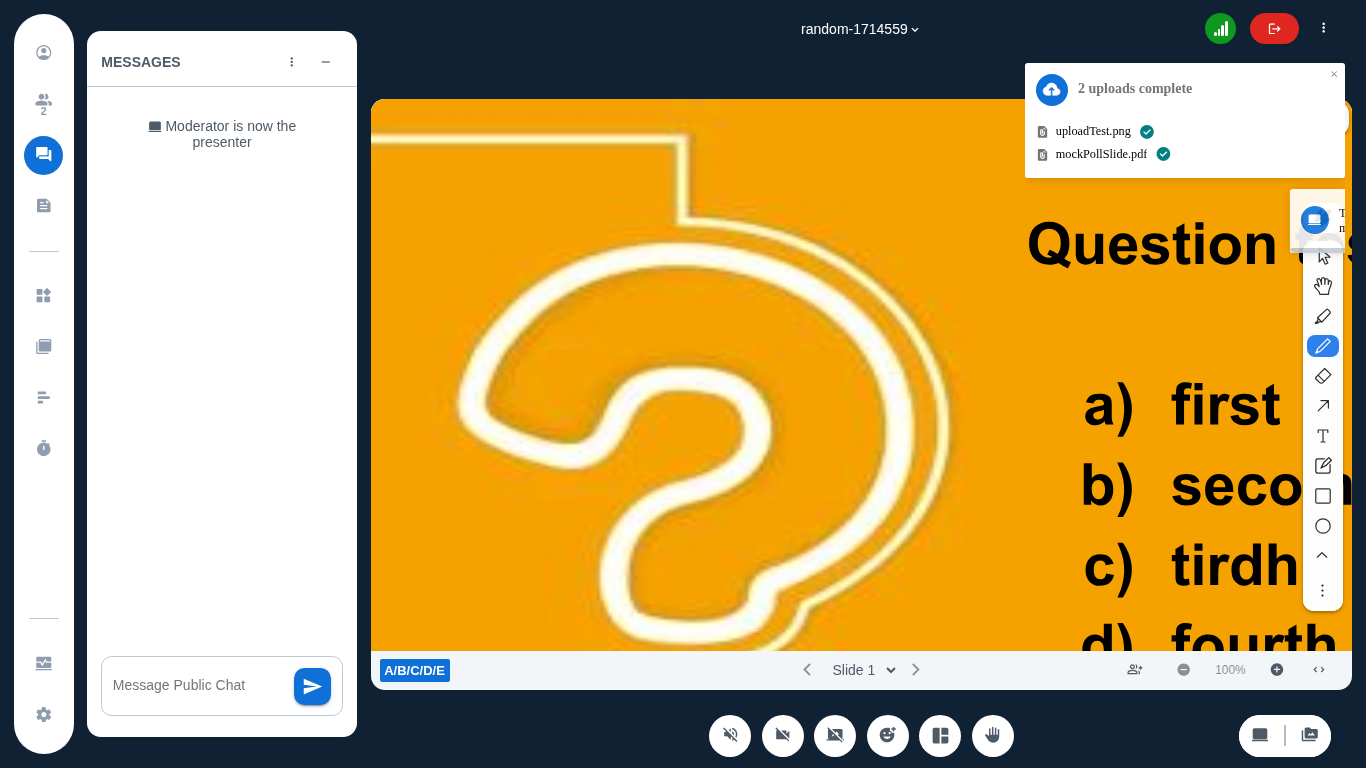 random-1714559
MESSAGES
2
Moderator is now the
presenter
Message Public Chat
2 uploads complete
uploadTest.png
mockPollSlide.pdf
Question
a) first
b)
c) tirdh
d) fourth
A/B/C/D/E
Slide 1
100%